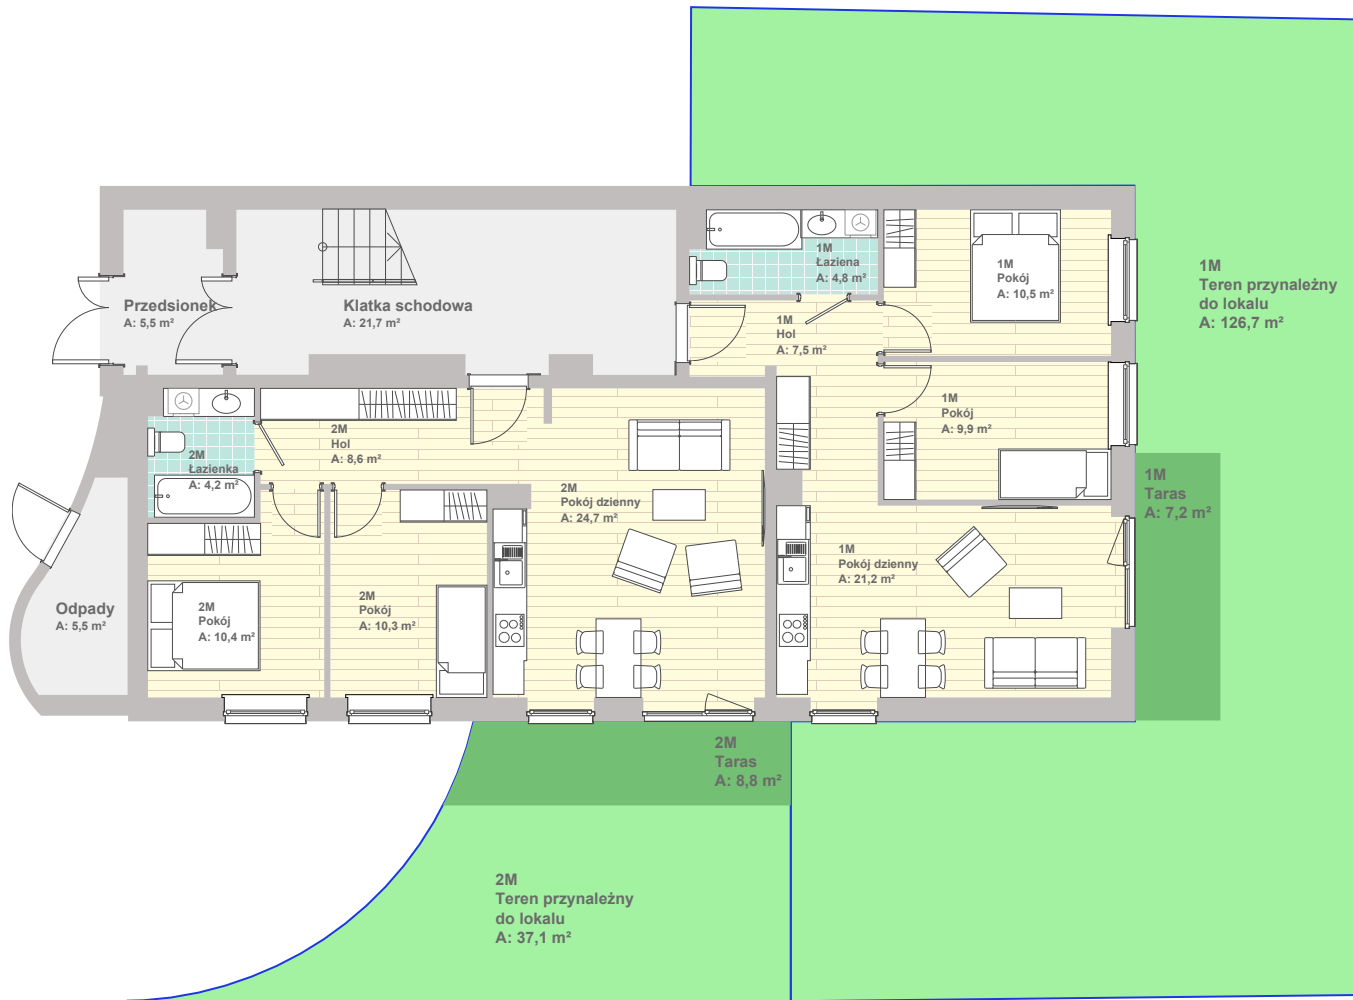 1M
Łaziena
A: 4,8 m²
1M
Pokój
A: 10,5 m²
1M
Teren przynależny
do lokalu
A: 126,7 m²
Przedsionek
A: 5,5 m²
Klatka schodowa
A: 21,7 m²
1M
Hol
A: 7,5 m²
1M
Pokój
A: 9,9 m²
2M
Hol
A: 8,6 m²
2M
Łazienka
A: 4,2 m²
2M
Pokój dzienny
A: 24,7 m²
1M
Taras
A: 7,2 m²
1M
Pokój dzienny
A: 21,2 m²
Odpady
A: 5,5 m²
2M
Pokój
A: 10,4 m²
2M
Pokój
A: 10,3 m²
2M
Taras
A: 8,8 m²
2M
Teren przynależny
do lokalu
A: 37,1 m²